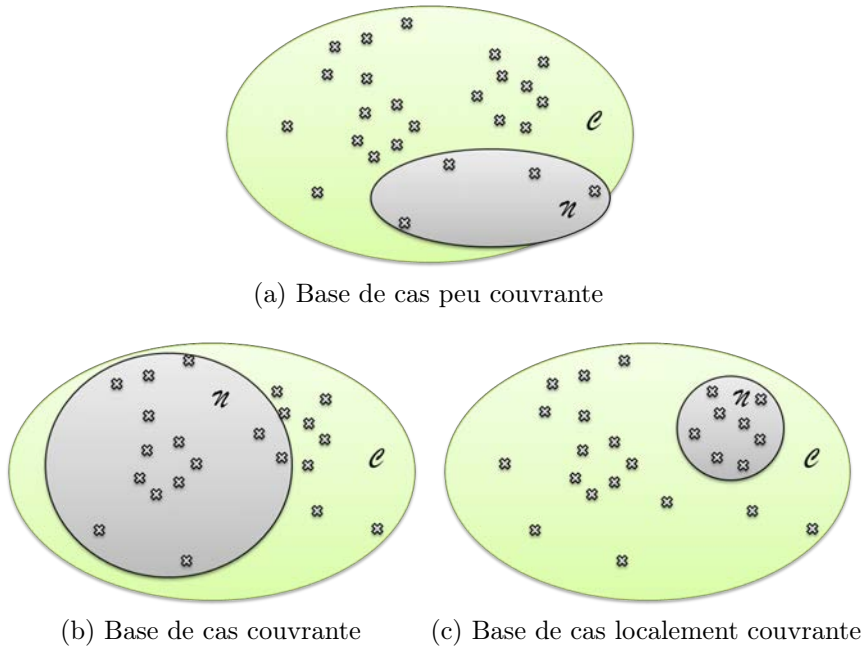 C
N
(a) Base de cas peu couvrante
N
C
N
C
(b) Base de cas couvrante
(c) Base de cas localement couvrante